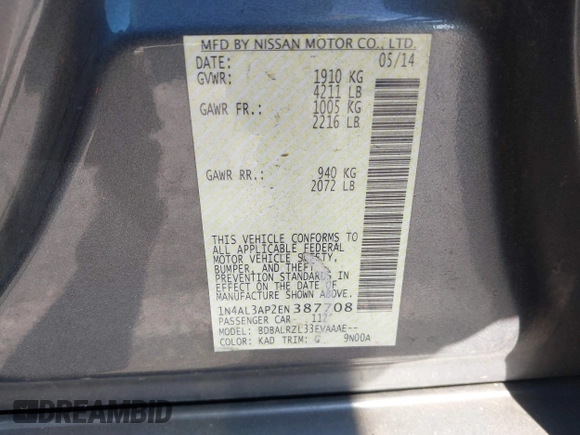 MFD BY NISSAN MOTOR CO., LTD.
DATE: 05/14
GVWR: 1910 KG
4211 LB
GAWR FR.: 1005 KG
2216 LB
GAWR RR.: 940 KG
2072 LB
THIS VEHICLE CONFORMS TO
ALL APPLICABLE FEDERAL
MOTOR VEHICLE SAFETY,
BUMPER, AND THEFT
PREVENTION STANDARDS
IN EFFECT ON THE DATE OF
MANUFACTURE SHOWN ABOVE.
1N4AL3AP2EN387708
PASSENGER CAR 112
MODEL: BDBALRZL33EVAAAE--
COLOR: KAD TRIM: G 9N00A
DREAMBID